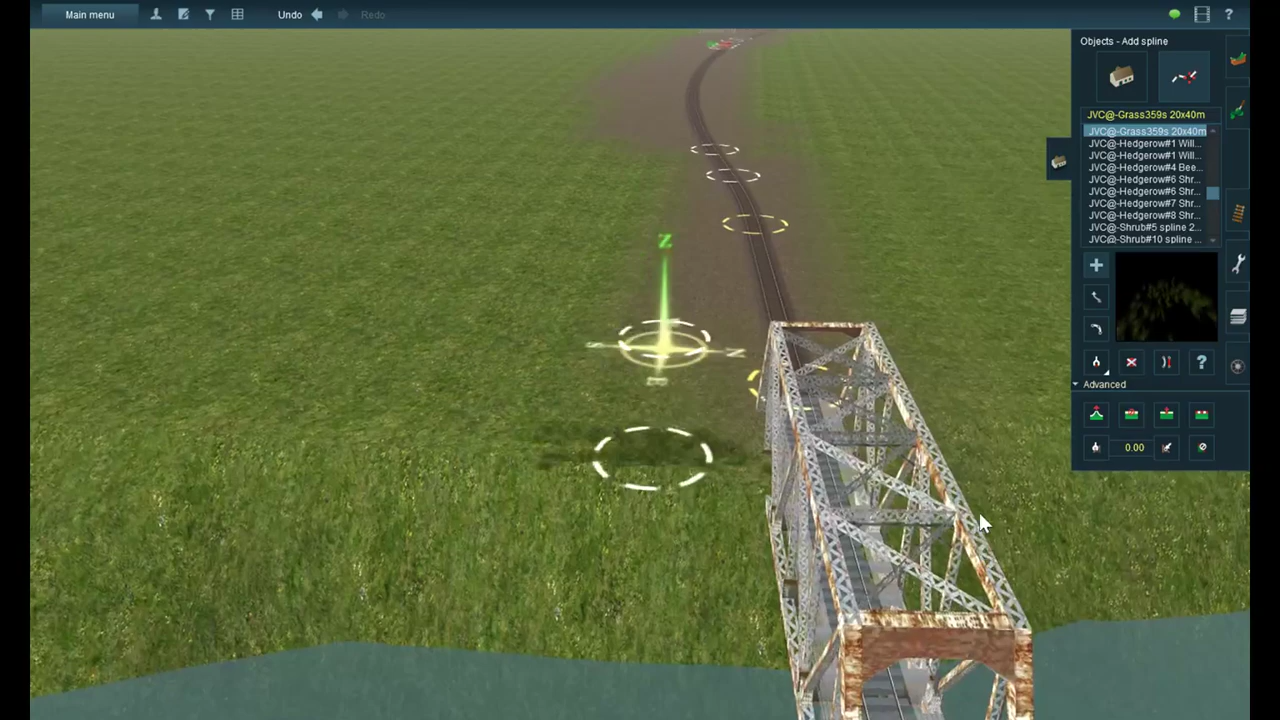 Main menu
Undo
Redo
?
Objects - Add spline
JVC@-Grass359s 20x40m
JVC@-Grass359s 20x40m
JVC@-Hedgerow#1 Will...
JVC@-Hedgerow#1 Will...
JVC@-Hedgerow#4 Bee...
JVC@-Hedgerow#6 Shr...
JVC@-Hedgerow#6 Shr...
JVC@-Hedgerow#7 Shr...
JVC@-Hedgerow#8 Shr...
JVC@-Shrub#5 spline 2...
JVC@-Shrub#10 spline ...
?
Advanced
0.00
Z